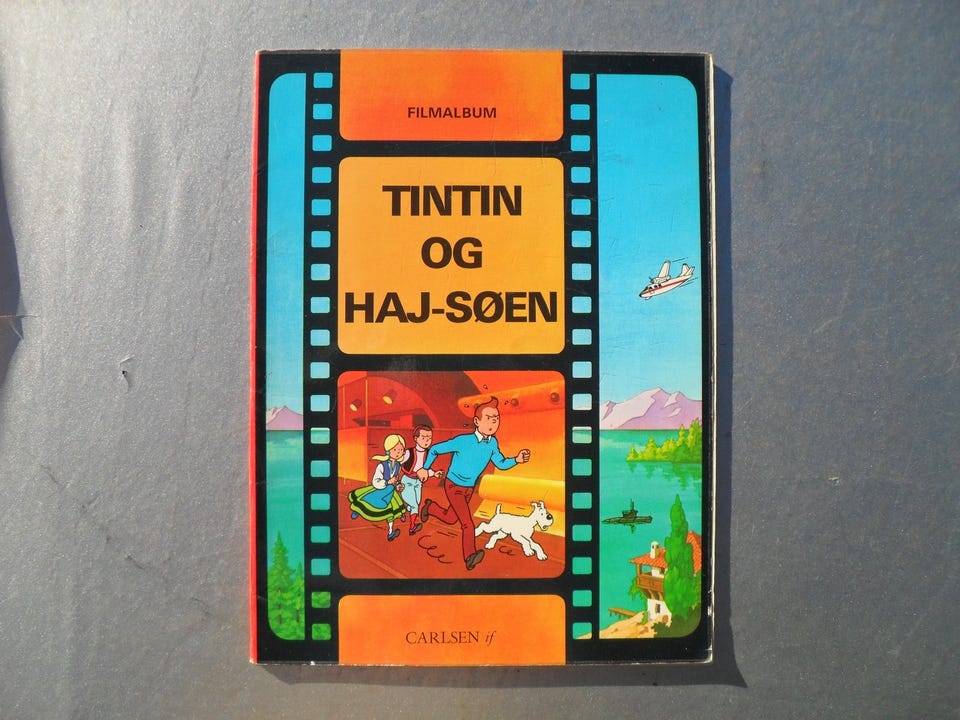 FILMALBUM
TINTIN
OG
HAJ-SØEN
CARLSEN if